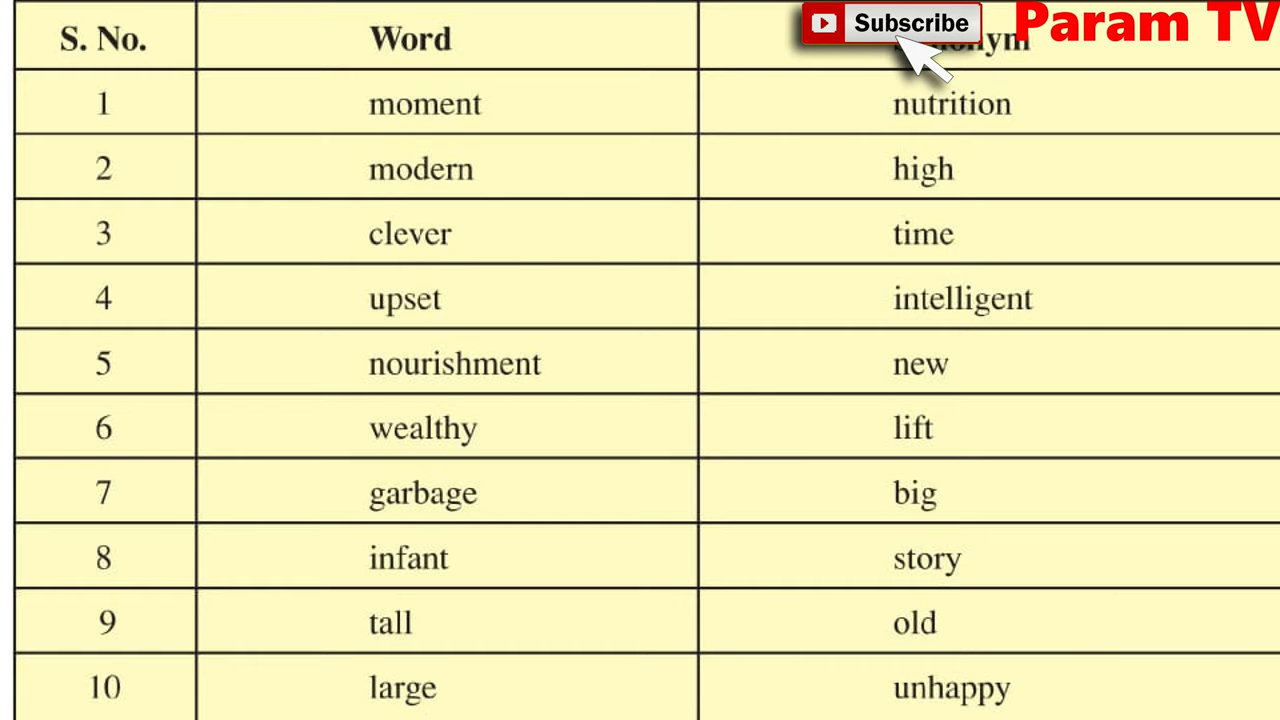 Subscribe Param TV
S. No. Word
1 moment nutrition
2 modern high
3 clever time
4 upset intelligent
5 nourishment new
6 wealthy lift
7 garbage big
8 infant story
9 tall old
10 large unhappy